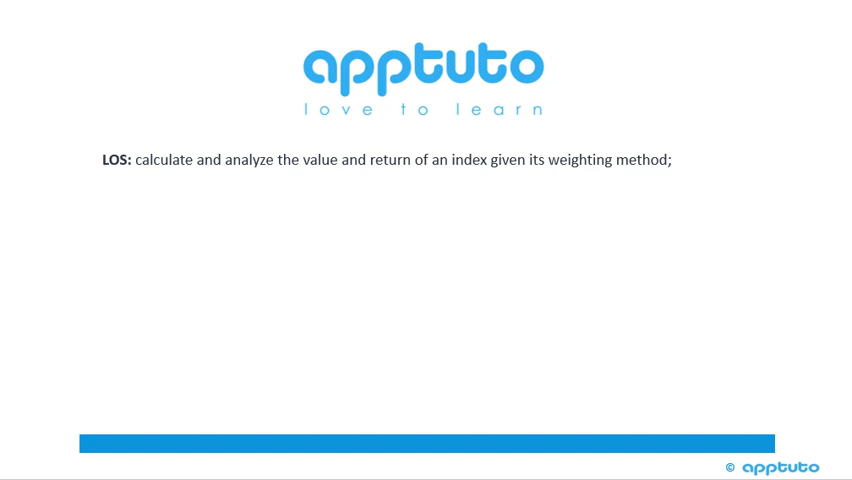 apptuto
love to learn
LOS: calculate and analyze the value and return of an index given its weighting method;
© apptuto